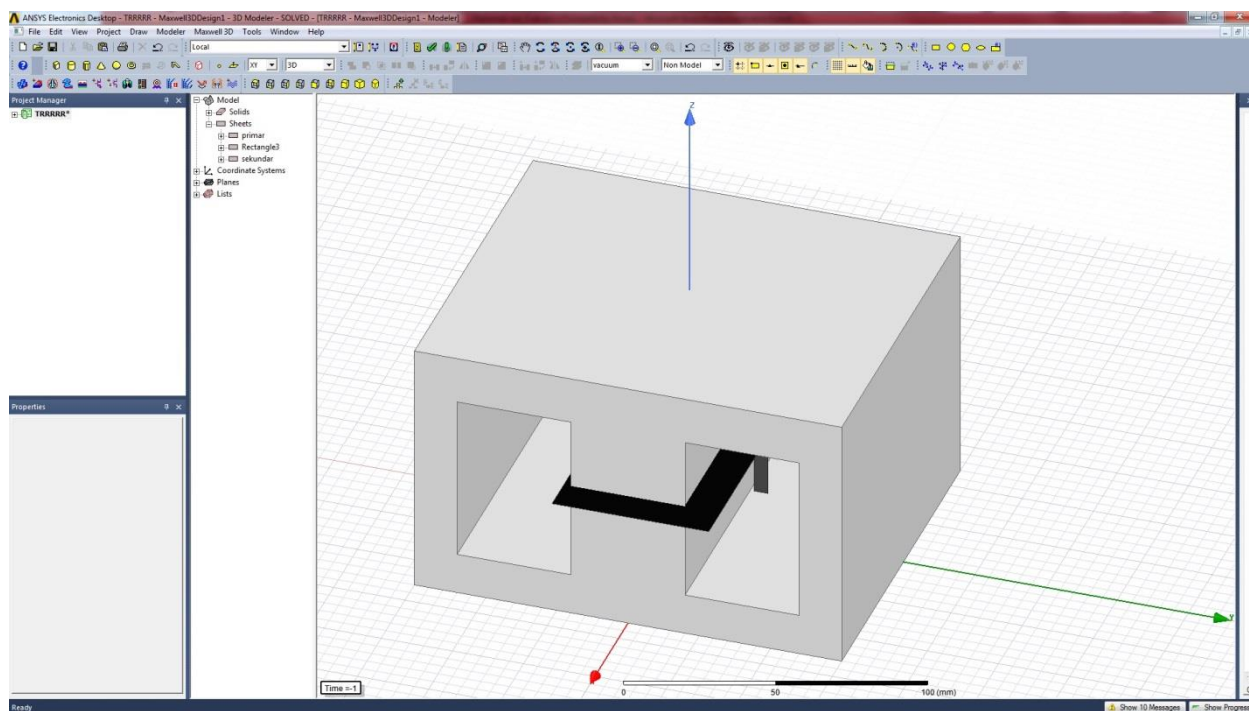 ANSYS Electronics Desktop - TRRRRR - Maxwell3DDesign1 - 3D Modeler - SOLVED - [TRRRRR - Maxwell3DDesign1 - Modeler]
File Edit View Project Draw Modeler Maxwell 3D Tools Window Help
Local
XY 3D vacuum Non Model
Project Manager
TRRRRR*
Model
Solids
Sheets
primar
Rectangle3
sekundar
Coordinate Systems
Planes
Lists
Z
Properties
Y
Time =-1
0 50 100 (mm)
Ready Show 10 Messages Show Progress